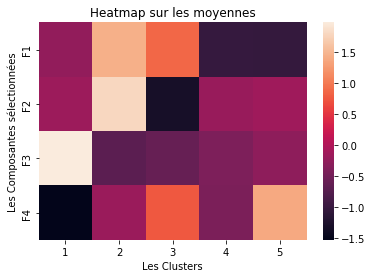 Heatmap sur les moyennes
Les Composantes sélectionnées
F1
F2
F3
F4
1 2 3 4 5
Les Clusters
1.5
1.0
0.5
0.0
−0.5
−1.0
−1.5